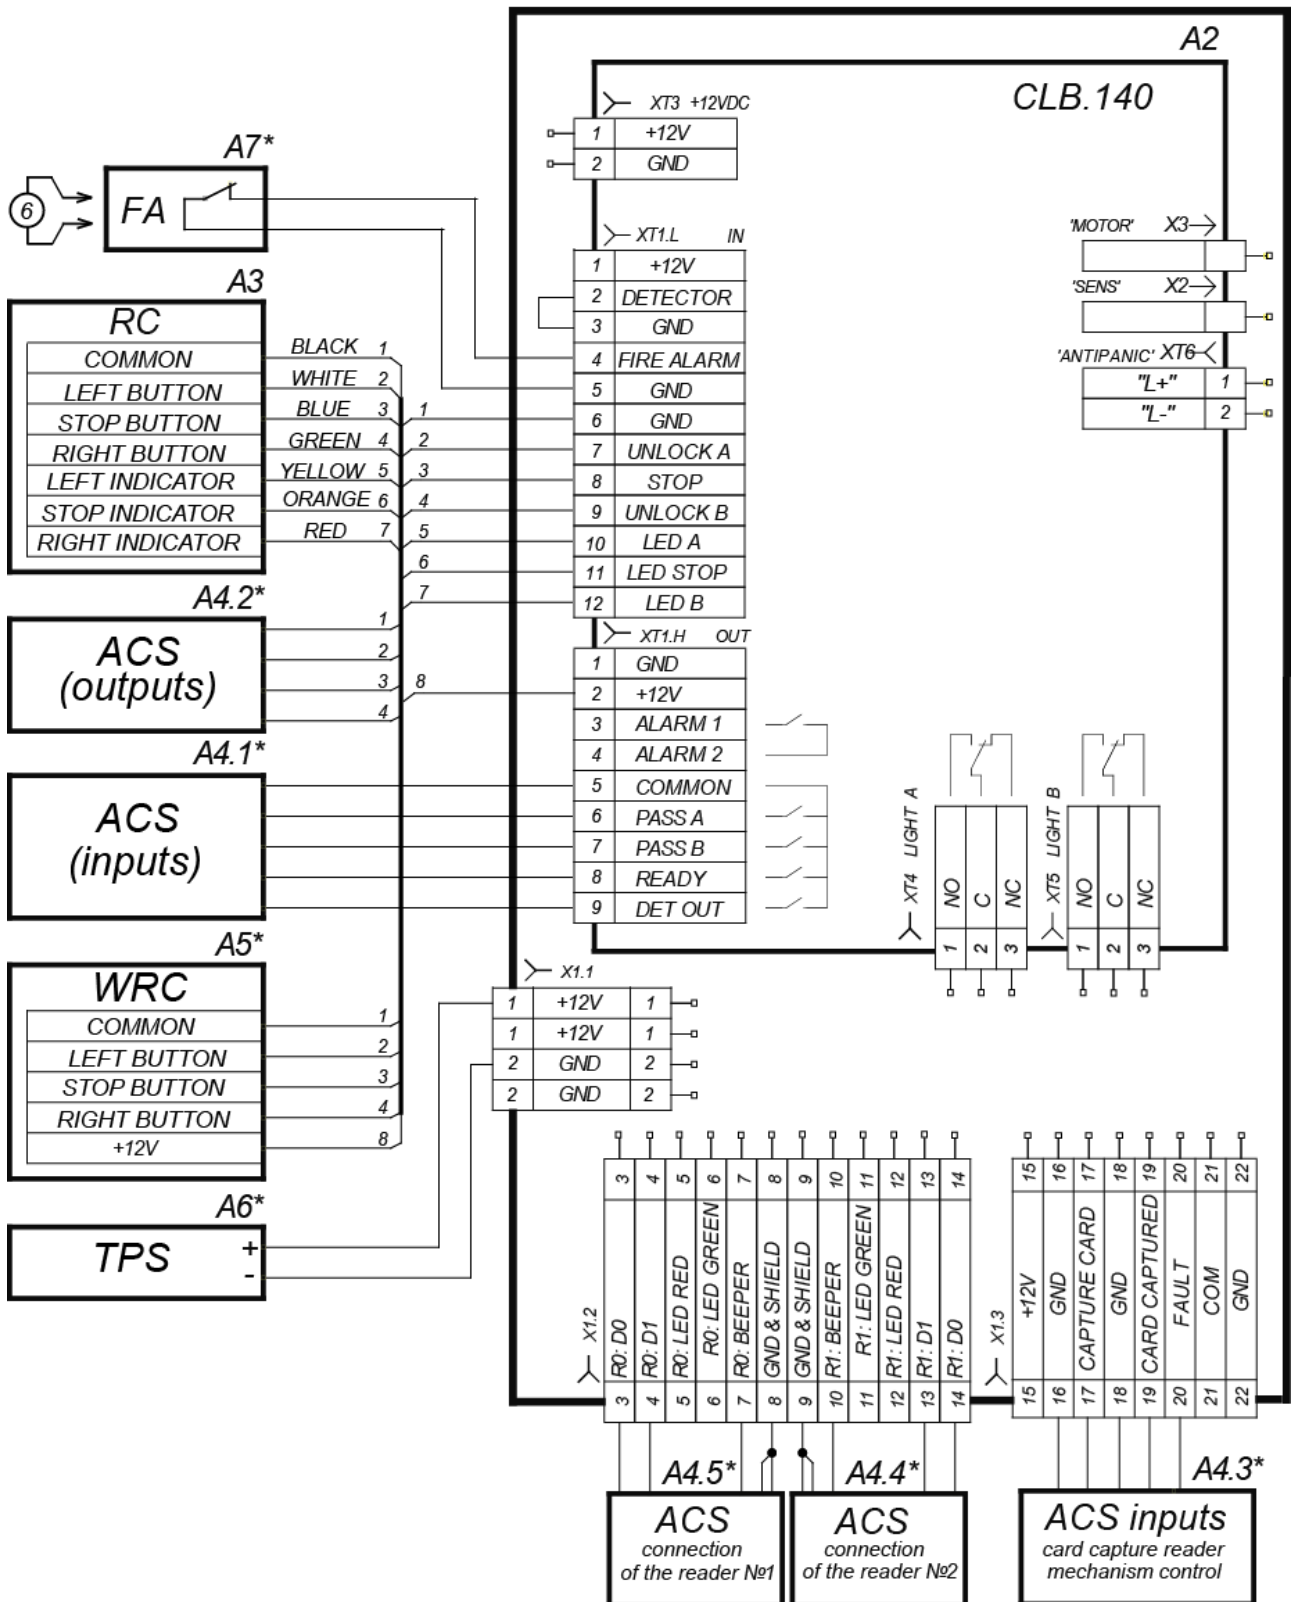 A2
CLB.140
XT3 +12VDC
1 +12V
2 GND
A7*
6
FA
XT1.L IN
1 +12V
2 DETECTOR
3 GND
4 FIRE ALARM
5 GND
6 GND
7 UNLOCK A
8 STOP
9 UNLOCK B
10 LED A
11 LED STOP
12 LED B
'MOTOR' X3
'SENS' X2
'ANTIPANIC' XT6
"L+" 1
"L-" 2
A3
RC
COMMON BLACK 1
LEFT BUTTON WHITE 2
STOP BUTTON BLUE 3 1
RIGHT BUTTON GREEN 4 2
LEFT INDICATOR YELLOW 5 3
STOP INDICATOR ORANGE 6 4
RIGHT INDICATOR RED 7 5
6
7
A4.2*
ACS
(outputs)
1
2
3 8
4
XT1.H OUT
1 GND
2 +12V
3 ALARM 1
4 ALARM 2
5 COMMON
6 PASS A
7 PASS B
8 READY
9 DET OUT
A4.1*
ACS
(inputs)
XT4 LIGHT A
1 NO
2 C
3 NC
XT5 LIGHT B
1 NO
2 C
3 NC
A5*
WRC
COMMON 1
LEFT BUTTON 2
STOP BUTTON 3
RIGHT BUTTON 4
+12V 8
X1.1
1 +12V 1
1 +12V 1
2 GND 2
2 GND 2
A6*
TPS + -
X1.2
3 R0: D0 3
4 R0: D1 4
5 R0: LED RED 5
6 R0: LED GREEN 6
7 R0: BEEPER 7
8 GND & SHIELD 8
9 GND & SHIELD 9
10 R1: BEEPER 10
11 R1: LED GREEN 11
12 R1: LED RED 12
13 R1: D1 13
14 R1: D0 14
X1.3
15 +12V 15
16 GND 16
17 CAPTURE CARD 17
18 GND 18
19 CARD CAPTURED 19
20 FAULT 20
21 COM 21
22 GND 22
A4.5*
ACS
connection
of the reader №1
A4.4*
ACS
connection
of the reader №2
A4.3*
ACS inputs
card capture reader
mechanism control